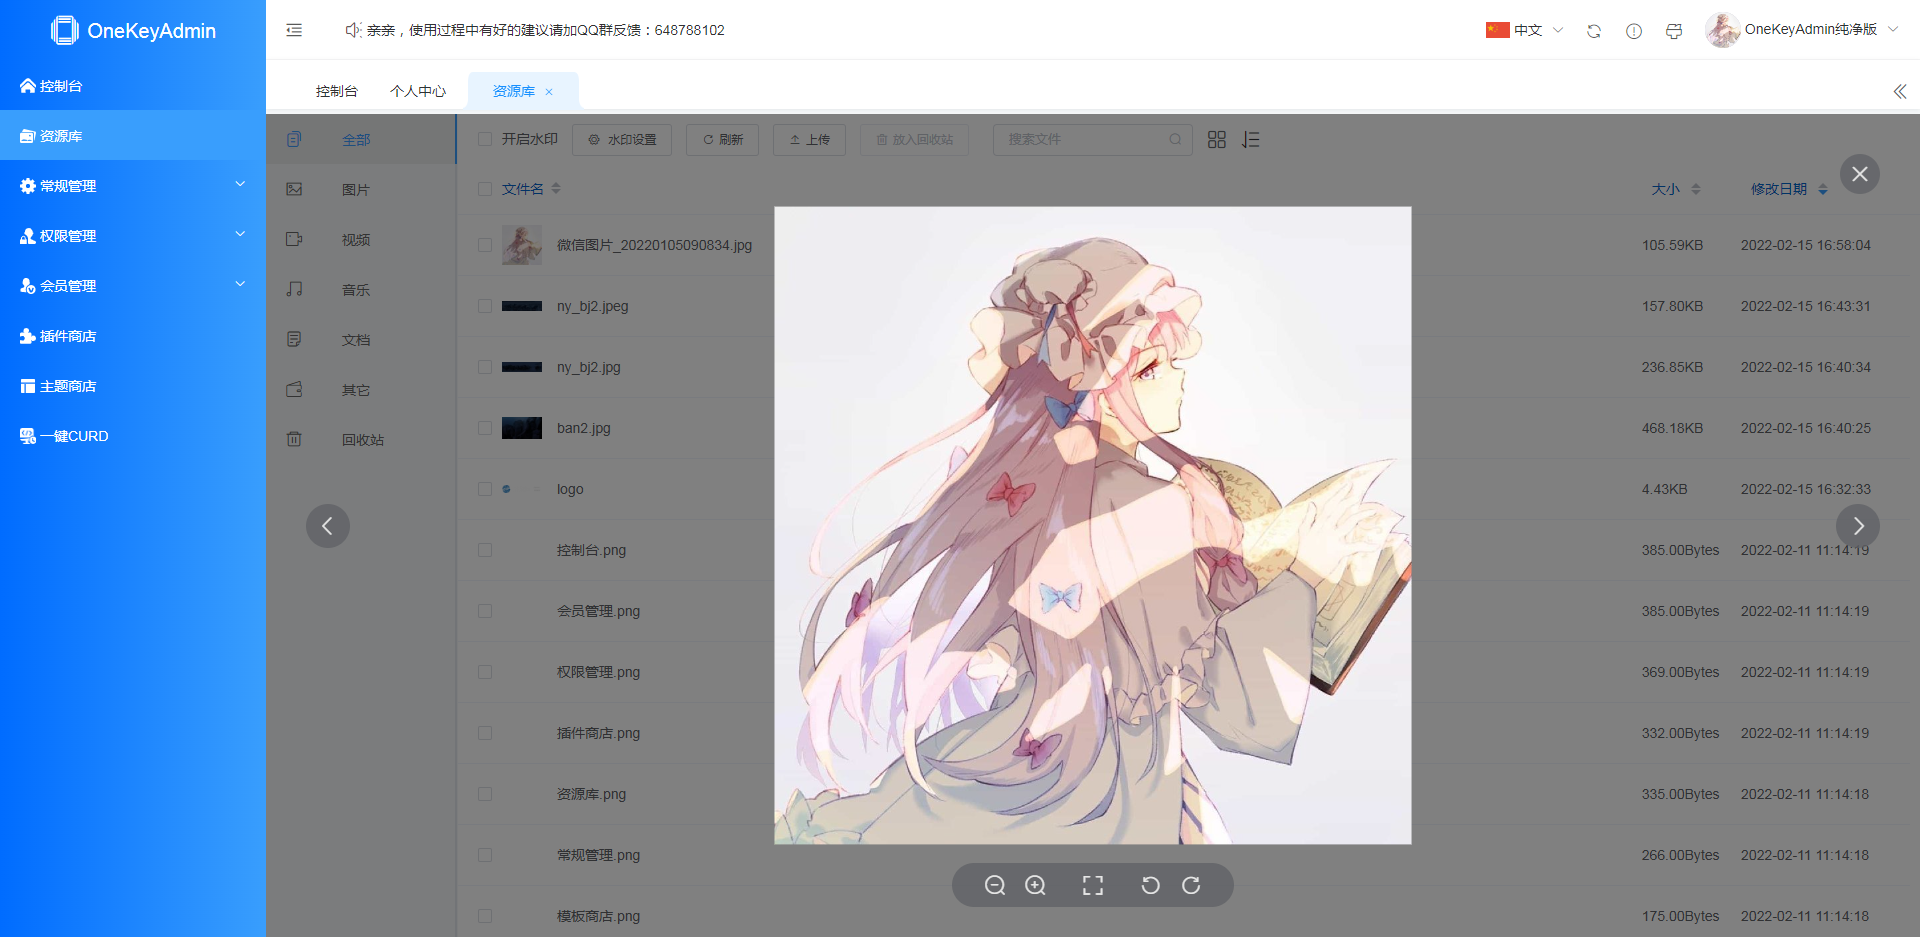 OneKeyAdmin
亲亲，使用过程中有好的建议请加QQ群反馈：648788102
中文
OneKeyAdmin纯净版
控制台
资源库
常规管理
权限管理
会员管理
插件商店
主题商店
一键CURD
控制台 个人中心 资源库
全部
图片
视频
音乐
文档
其它
回收站
开启水印 水印设置 刷新 上传 放入回收站 搜索文件
文件名 大小 修改日期
微信图片_20220105090834.jpg 105.59KB 2022-02-15 16:58:04
ny_bj2.jpeg 157.80KB 2022-02-15 16:43:31
ny_bj2.jpg 236.85KB 2022-02-15 16:40:34
ban2.jpg 468.18KB 2022-02-15 16:40:25
logo 4.43KB 2022-02-15 16:32:33
控制台.png 385.00Bytes 2022-02-11 11:14:19
会员管理.png 385.00Bytes 2022-02-11 11:14:19
权限管理.png 369.00Bytes 2022-02-11 11:14:19
插件商店.png 332.00Bytes 2022-02-11 11:14:19
资源库.png 335.00Bytes 2022-02-11 11:14:18
常规管理.png 266.00Bytes 2022-02-11 11:14:18
模板商店.png 175.00Bytes 2022-02-11 11:14:18